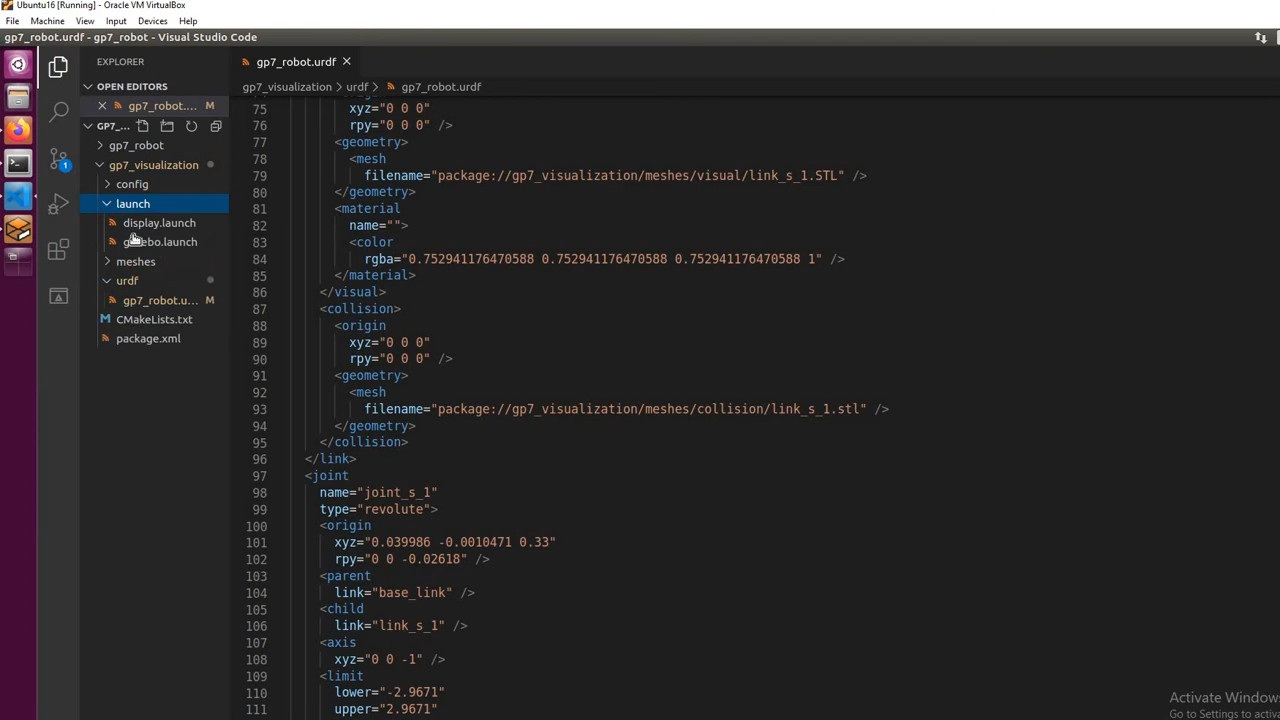 Ubuntu16 [Running] - Oracle VM VirtualBox
File Machine View Input Devices Help
gp7_robot.urdf - gp7_robot - Visual Studio Code
EXPLORER
OPEN EDITORS
gp7_robot.... M
GP7_...
gp7_robot
gp7_visualization
config
launch
display.launch
gazebo.launch
meshes
urdf
gp7_robot.u... M
CMakeLists.txt
package.xml
1
gp7_robot.urdf
gp7_visualization > urdf > gp7_robot.urdf
75 xyz="0 0 0"
76 rpy="0 0 0" />
77 <geometry>
78 <mesh
79 filename="package://gp7_visualization/meshes/visual/link_s_1.STL" />
80 </geometry>
81 <material
82 name="">
83 <color
84 rgba="0.752941176470588 0.752941176470588 0.752941176470588 1" />
85 </material>
86 </visual>
87 <collision>
88 <origin
89 xyz="0 0 0"
90 rpy="0 0 0" />
91 <geometry>
92 <mesh
93 filename="package://gp7_visualization/meshes/collision/link_s_1.stl" />
94 </geometry>
95 </collision>
96 </link>
97 <joint
98 name="joint_s_1"
99 type="revolute">
100 <origin
101 xyz="0.039986 -0.0010471 0.33"
102 rpy="0 0 -0.02618" />
103 <parent
104 link="base_link" />
105 <child
106 link="link_s_1" />
107 <axis
108 xyz="0 0 -1" />
109 <limit
110 lower="-2.9671"
111 upper="2.9671"
Activate Windows
Go to Settings to activa